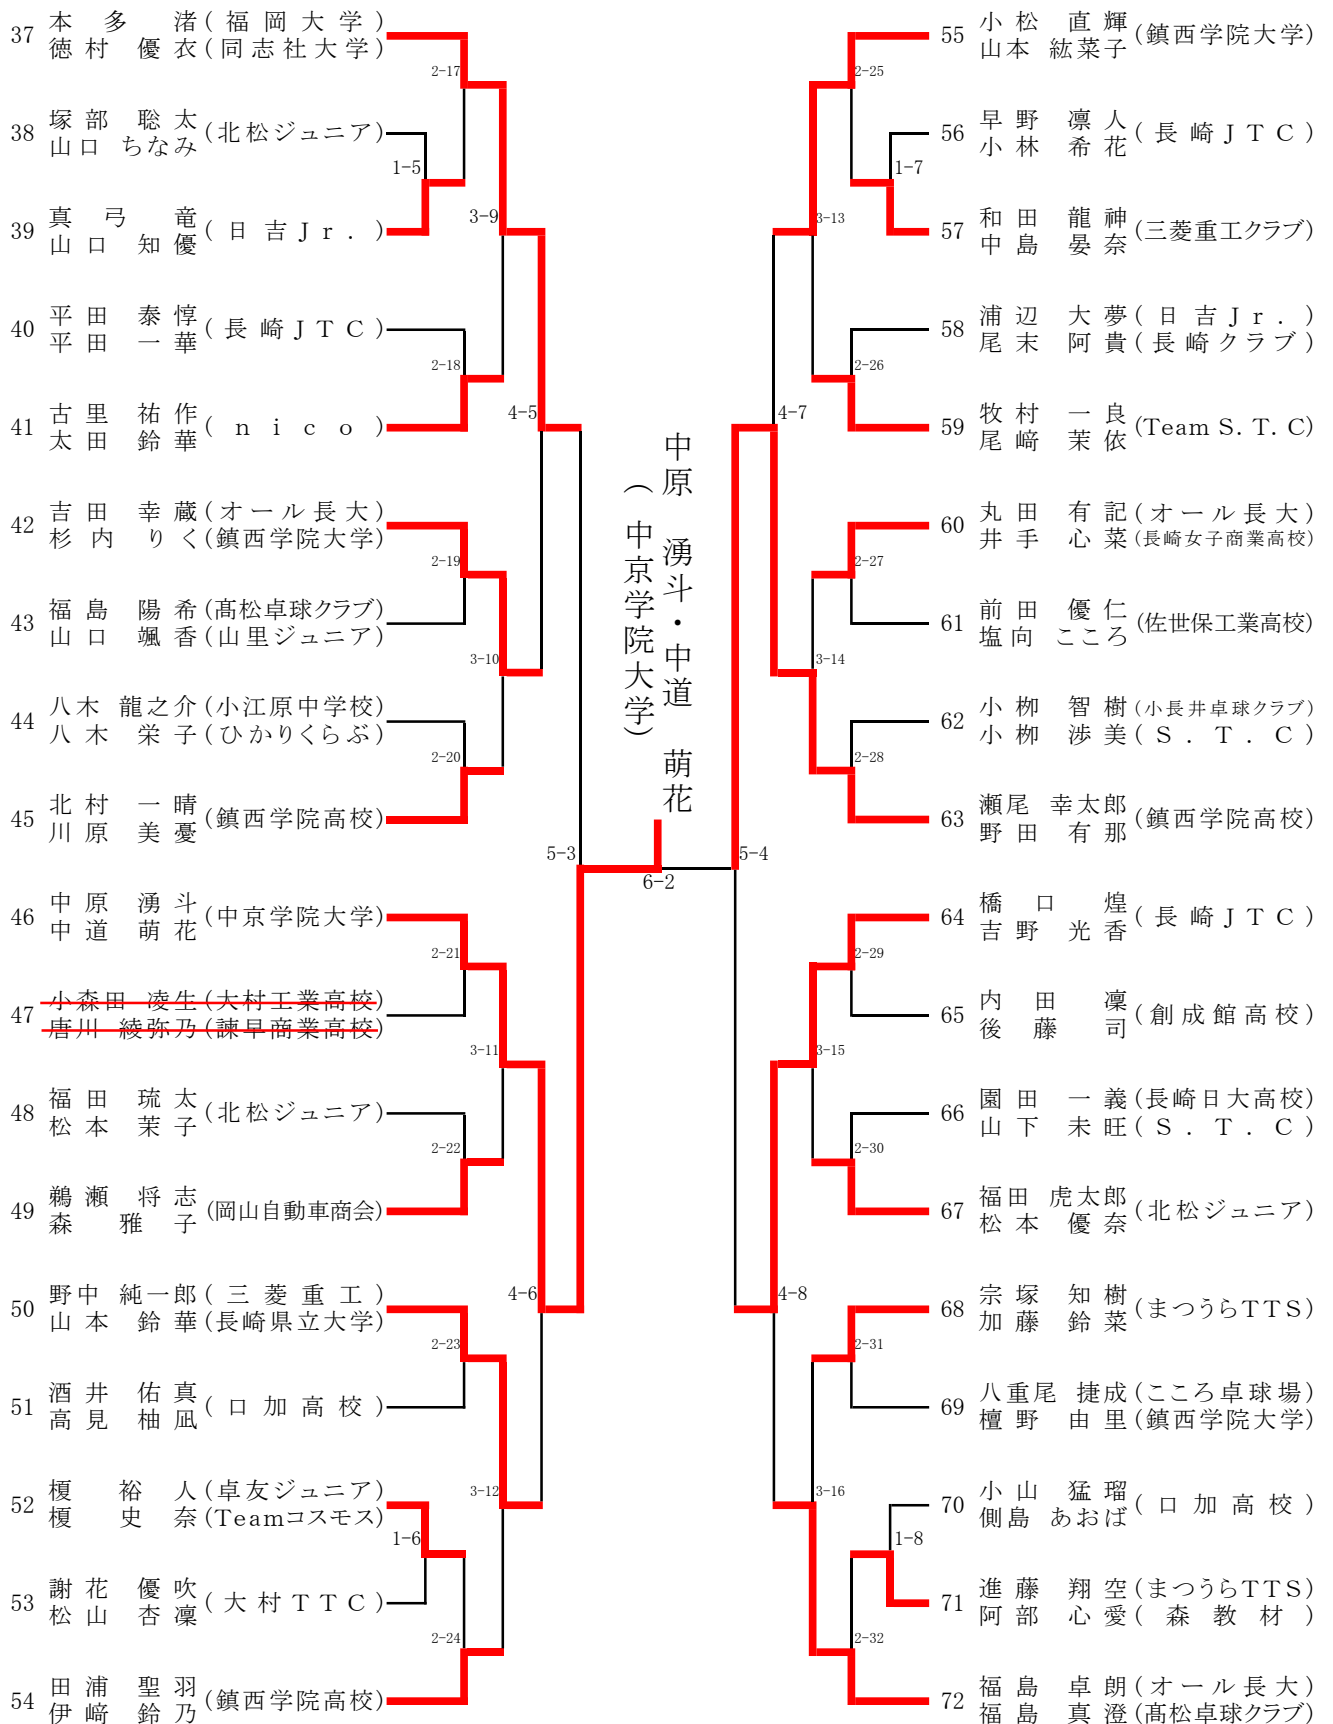 37 本多 渚 (福岡大学)
徳村 優衣 (同志社大学)
2-17
38 塚部 聡太 (北松ジュニア)
山口 ちなみ
1-5
39 真弓 竜 (日吉Jr.)
山口 知優
3-9
40 平田 泰惇 (長崎JTC)
平田 一華
2-18
41 古里 祐作 (nico)
太田 鈴華
4-5
42 吉田 幸蔵 (オール長大)
杉内 りく (鎮西学院大学)
2-19
43 福島 陽希 (髙松卓球クラブ)
山口 颯香 (山里ジュニア)
3-10
44 八木 龍之介 (小江原中学校)
八木 栄子 (ひかりくらぶ)
2-20
45 北村 一晴 (鎮西学院高校)
川原 美憂
5-3
46 中原 湧斗 (中京学院大学)
中道 萌花
2-21
47 小森田 凌生 (大村工業高校)
唐川 綾弥乃 (諫早商業高校)
3-11
48 福田 琉太 (北松ジュニア)
松本 茉子
2-22
49 鵜瀬 将志 (岡山自動車商会)
森 雅子
4-6
50 野中 純一郎 (三菱重工)
山本 鈴華 (長崎県立大学)
2-23
51 酒井 佑真 (口加高校)
高見 柚凪
3-12
52 榎 裕人 (卓友ジュニア)
榎 史奈 (Teamコスモス)
1-6
53 謝花 優吹 (大村TTC)
松山 杏凜
2-24
54 田浦 聖羽 (鎮西学院高校)
伊﨑 鈴乃
中原 湧斗・中道 萌花
(中京学院大学)
6-2
55 小松 直輝 (鎮西学院大学)
山本 紘菜子
2-25
56 早野 凛人 (長崎JTC)
小林 希花
1-7
57 和田 龍神 (三菱重工クラブ)
中島 晏奈
3-13
58 浦辺 大夢 (日吉Jr.)
尾末 阿貴 (長崎クラブ)
2-26
59 牧村 一良 (Team S.T.C)
尾﨑 茉依
4-7
60 丸田 有記 (オール長大)
井手 心菜 (長崎女子商業高校)
2-27
61 前田 優仁 (佐世保工業高校)
塩向 こころ
3-14
62 小栁 智樹 (小長井卓球クラブ)
小栁 渉美 (S.T.C)
2-28
63 瀬尾 幸太郎 (鎮西学院高校)
野田 有那
5-4
64 橋口 煌 (長崎JTC)
吉野 光香
2-29
65 内田 凜 (創成館高校)
後藤 司
3-15
66 園田 一義 (長崎日大高校)
山下 未旺 (S.T.C)
2-30
67 福田 虎太郎 (北松ジュニア)
松本 優奈
4-8
68 宗塚 知樹 (まつうらTTS)
加藤 鈴菜
2-31
69 八重尾 捷成 (こころ卓球場)
檀野 由里 (鎮西学院大学)
3-16
70 小山 猛瑠 (口加高校)
側島 あおば
1-8
71 進藤 翔空 (まつうらTTS)
阿部 心愛 (森教材)
2-32
72 福島 卓朗 (オール長大)
福島 真澄 (髙松卓球クラブ)